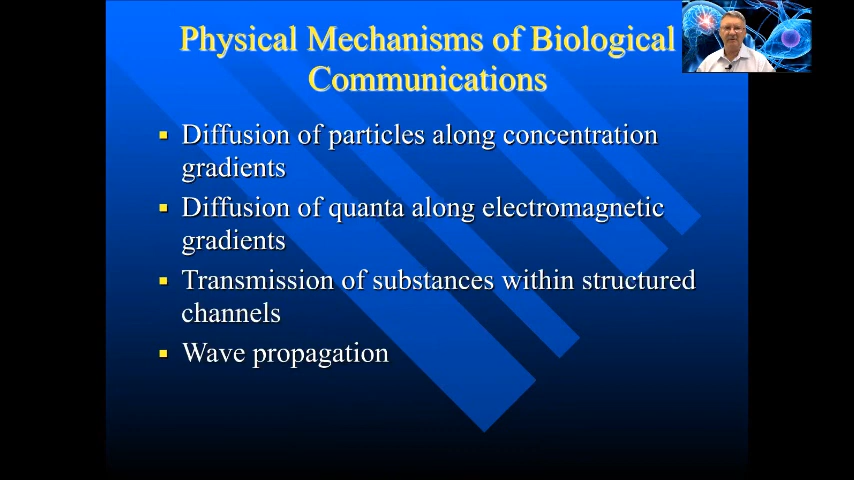 Physical Mechanisms of Biological
Communications
Diffusion of particles along concentration
gradients
Diffusion of quanta along electromagnetic
gradients
Transmission of substances within structured
channels
Wave propagation